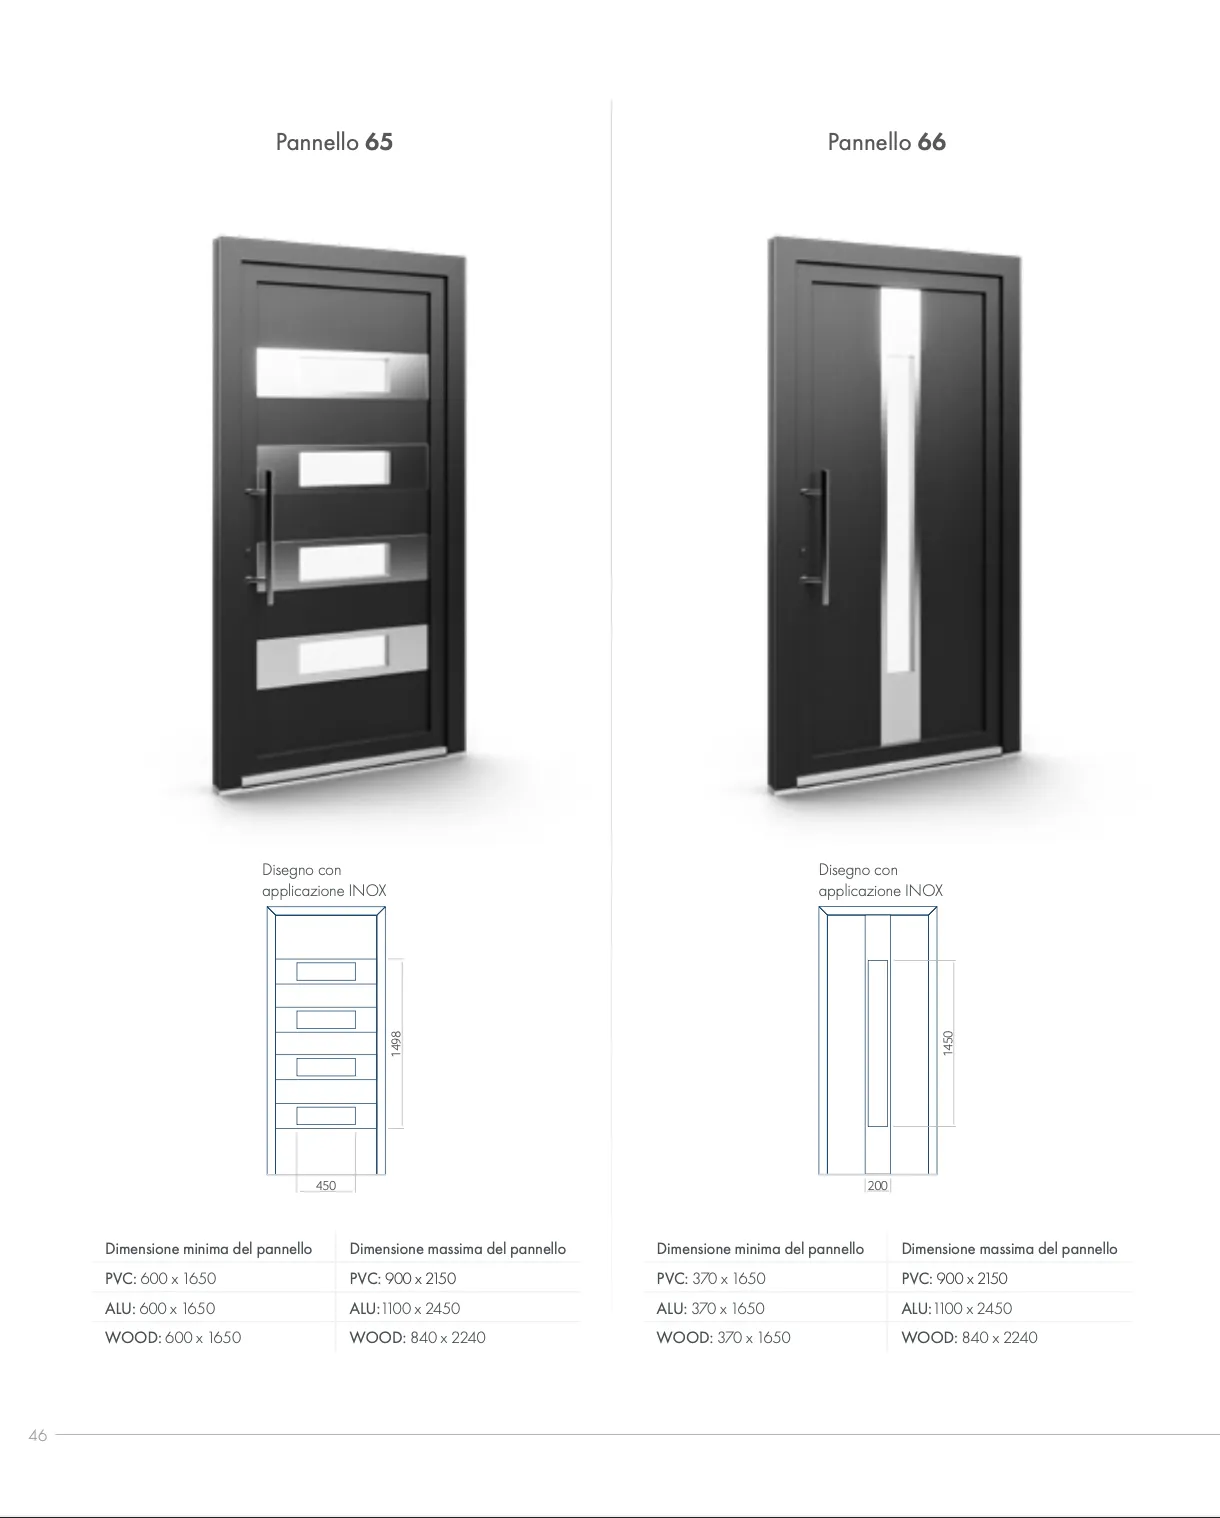 Pannello 65
Disegno con
applicazione INOX
1498
450
Dimensione minima del pannello
Dimensione massima del pannello
PVC: 600 x 1650
PVC: 900 x 2150
ALU: 600 x 1650
ALU:1100 x 2450
WOOD: 600 x 1650
WOOD: 840 x 2240
Pannello 66
Disegno con
applicazione INOX
1450
200
Dimensione minima del pannello
Dimensione massima del pannello
PVC: 370 x 1650
PVC: 900 x 2150
ALU: 370 x 1650
ALU:1100 x 2450
WOOD: 370 x 1650
WOOD: 840 x 2240
46